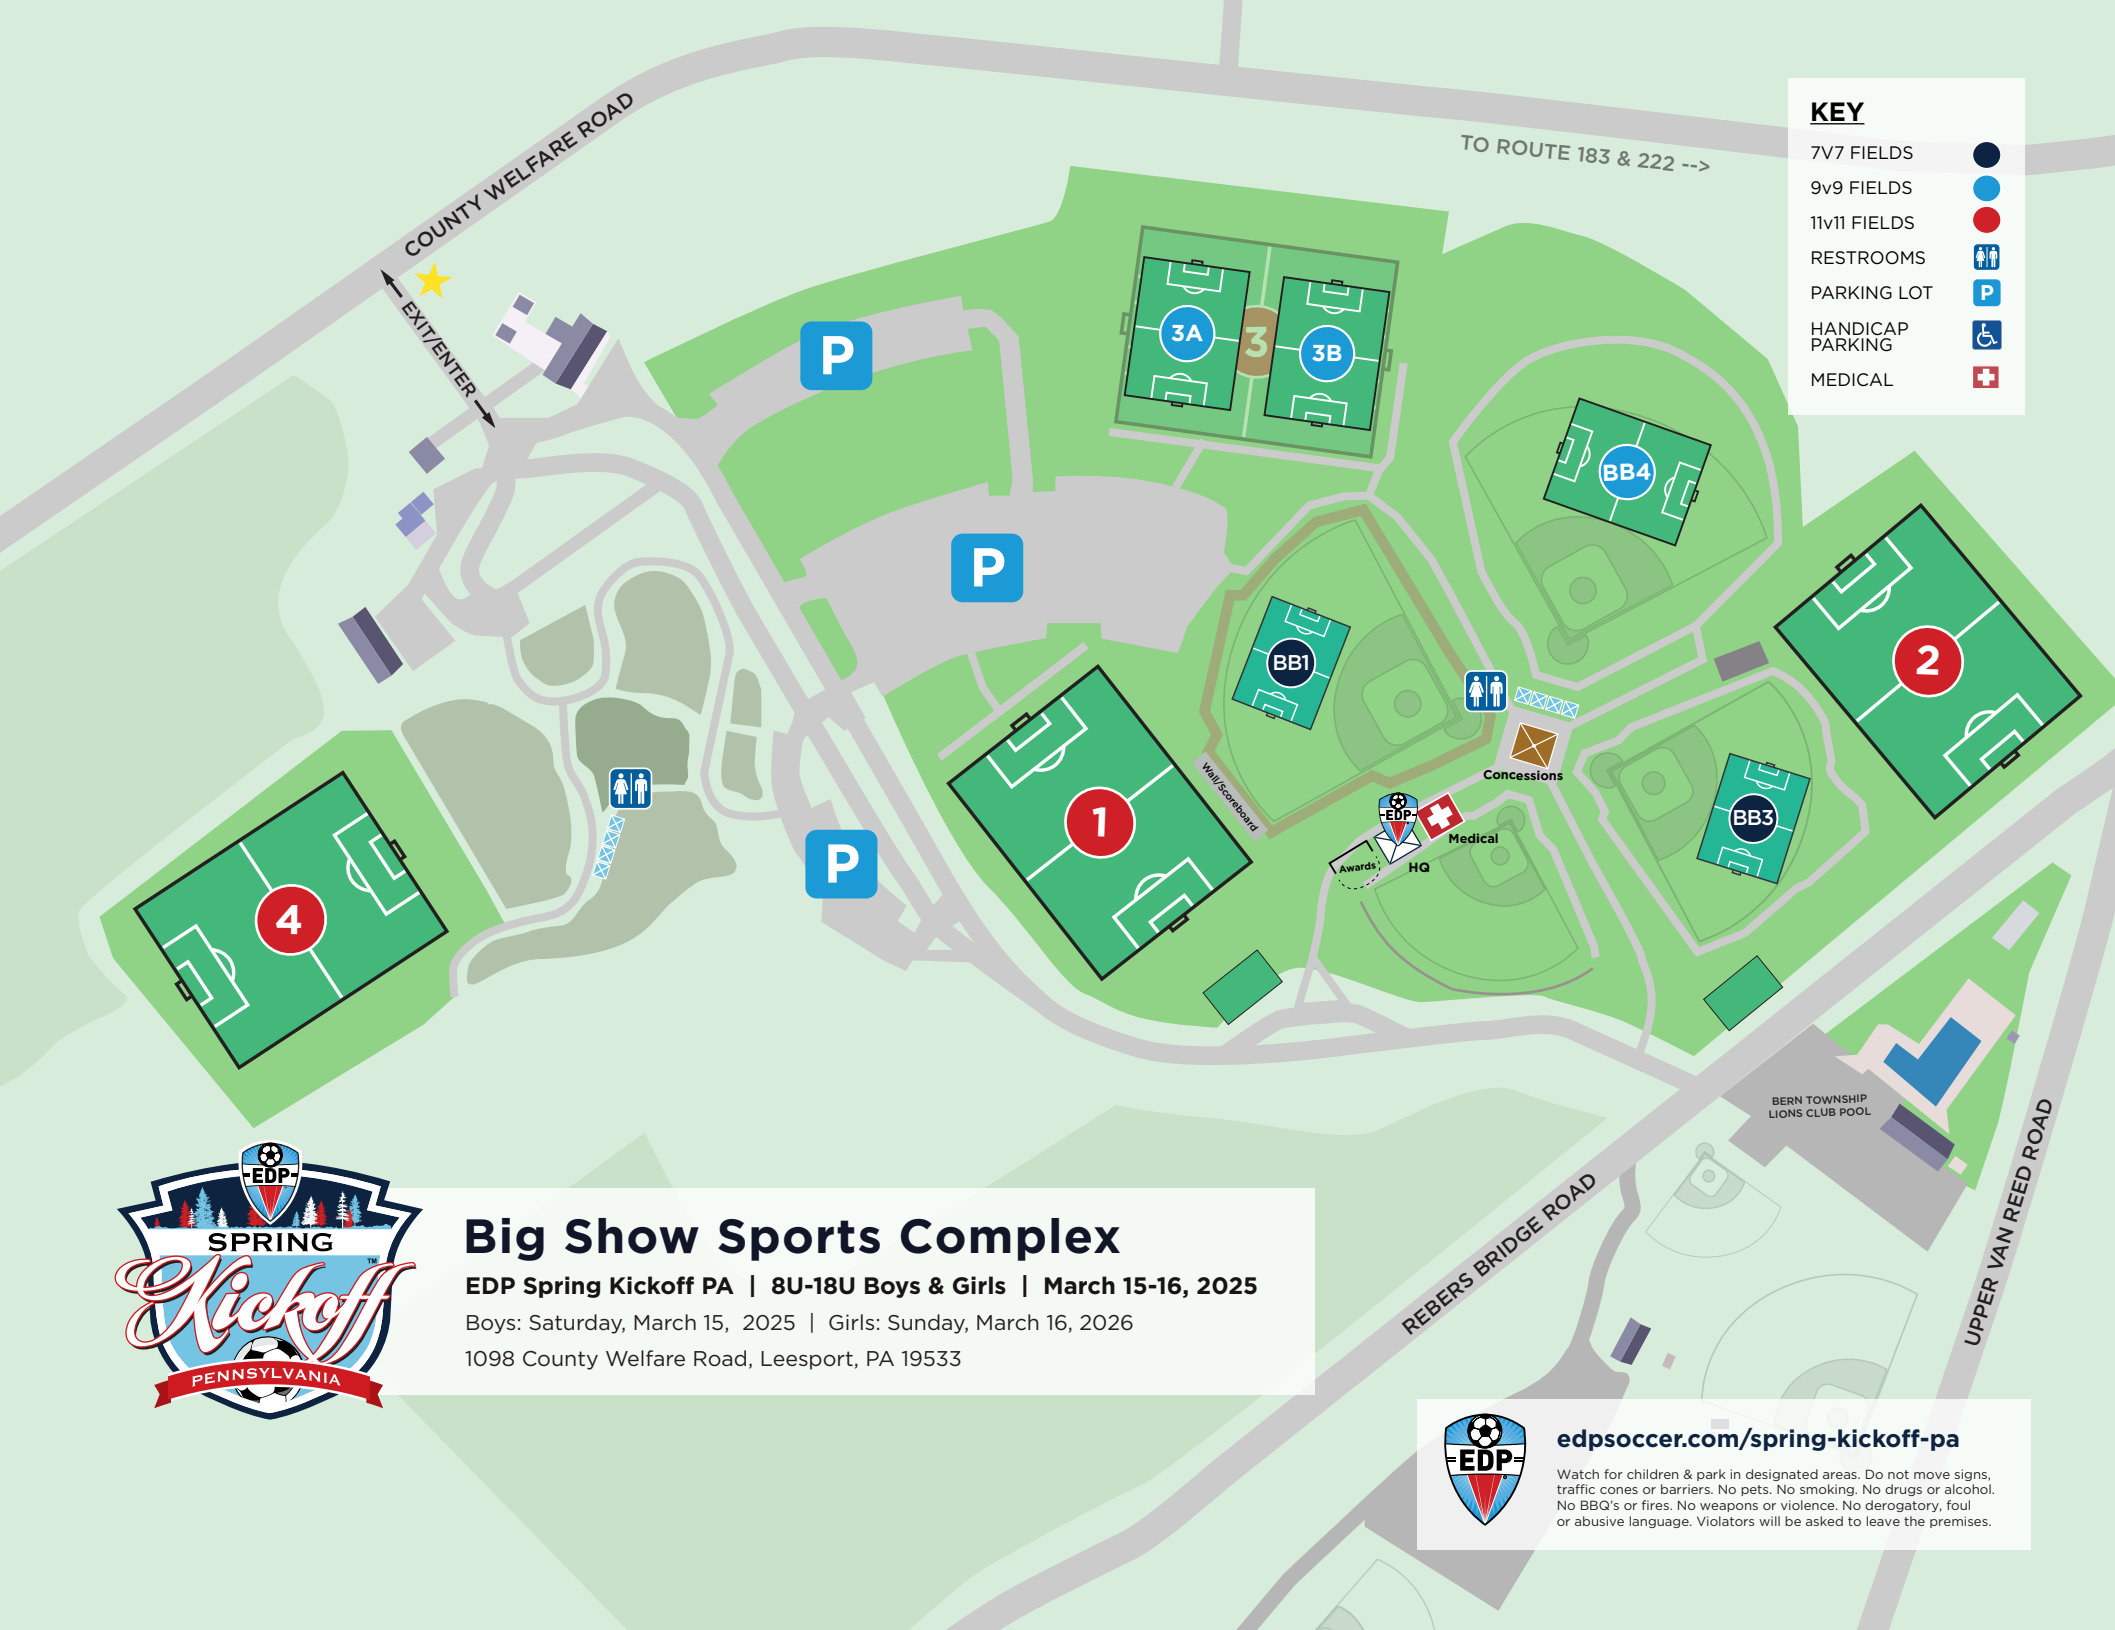 COUNTY WELFARE ROAD
TO ROUTE 183 & 222 -->
EXIT/ENTER
KEY
7V7 FIELDS
9v9 FIELDS
11v11 FIELDS
RESTROOMS
PARKING LOT
P
HANDICAP
PARKING
MEDICAL
P
3A
3
3B
BB4
P
BB1
2
Concessions
Wall/Scoreboard
1
BB3
EDP
Medical
HQ
Awards
P
4
BERN TOWNSHIP
LIONS CLUB POOL
UPPER VAN REED ROAD
REBERS BRIDGE ROAD
EDP
SPRING
Kickoff
TM
PENNSYLVANIA
Big Show Sports Complex
EDP Spring Kickoff PA | 8U-18U Boys & Girls | March 15-16, 2025
Boys: Saturday, March 15, 2025 | Girls: Sunday, March 16, 2026
1098 County Welfare Road, Leesport, PA 19533
EDP
edpsoccer.com/spring-kickoff-pa
Watch for children & park in designated areas. Do not move signs,
traffic cones or barriers. No pets. No smoking. No drugs or alcohol.
No BBQ's or fires. No weapons or violence. No derogatory, foul
or abusive language. Violators will be asked to leave the premises.